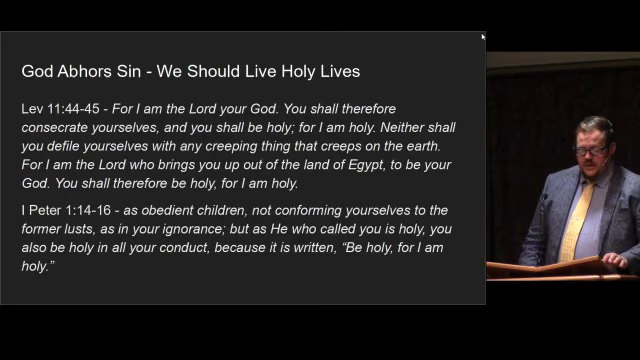 God Abhors Sin - We Should Live Holy Lives
Lev 11:44-45 - For I am the Lord your God. You shall therefore
consecrate yourselves, and you shall be holy; for I am holy. Neither shall
you defile yourselves with any creeping thing that creeps on the earth.
For I am the Lord who brings you up out of the land of Egypt, to be your
God. You shall therefore be holy, for I am holy.
I Peter 1:14-16 - as obedient children, not conforming yourselves to the
former lusts, as in your ignorance; but as He who called you is holy, you
also be holy in all your conduct, because it is written, “Be holy, for I am
holy.”